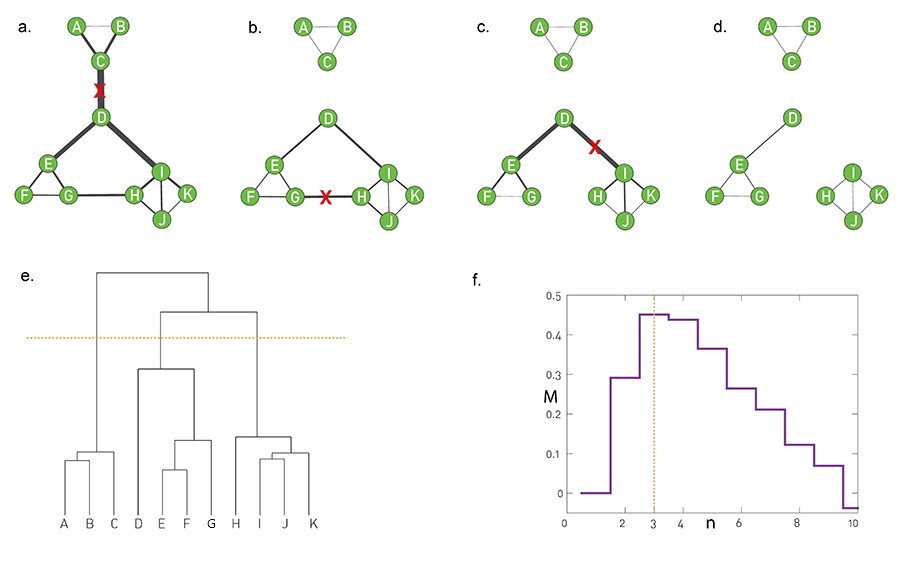 a. b. c. d.
A B A B A B A B
C C C C
X
D D D D
X
E I E I E I E I
F G H K F G X H K F G H K F G H K
J J J J
e. f.
0.5
0.4
0.3
M
0.2
0.1
0
A B C D E F G H I J K
0 2 3 4 n 6 8 10